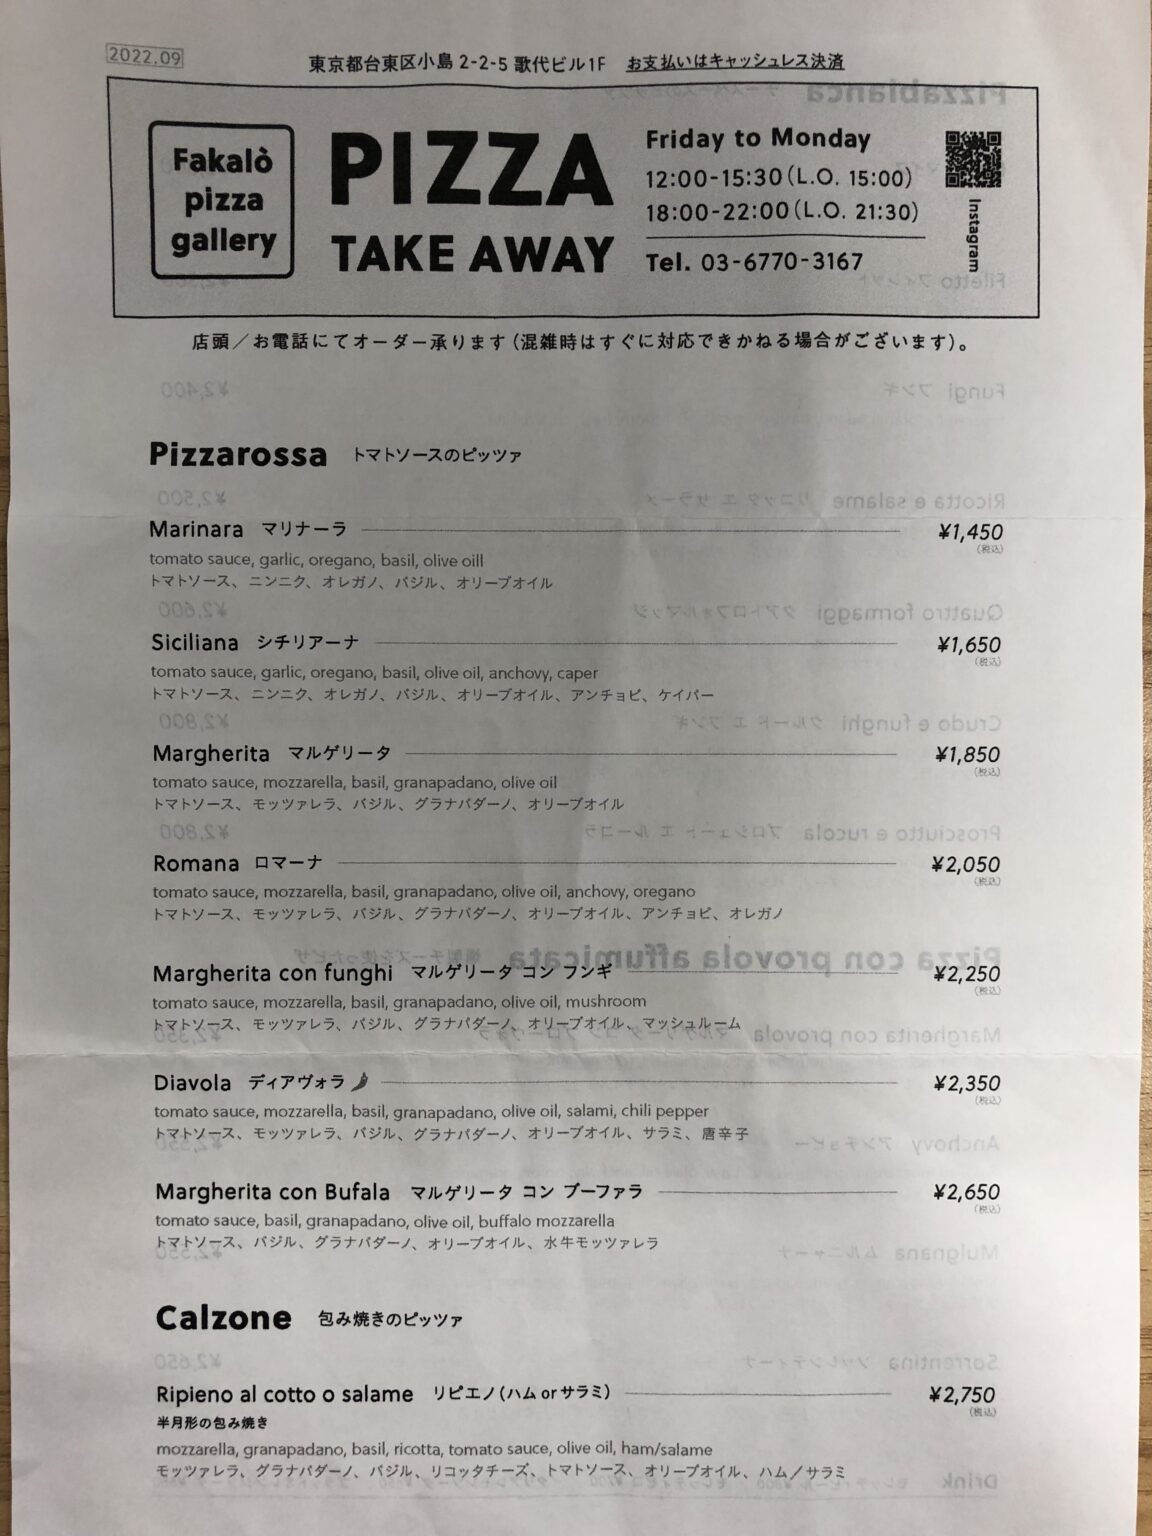 2022.09
東京都台東区小島 2-2-5 歌代ビル1F お支払いはキャッシュレス決済
Fakalò
pizza
gallery
PIZZA
TAKE AWAY
Friday to Monday
12:00-15:30(L.O. 15:00)
18:00-22:00(L.O. 21:30)
Tel. 03-6770-3167
Instagram
店頭／お電話にてオーダー承ります(混雑時はすぐに対応できかねる場合がございます)。
Pizzarossa トマトソースのピッツァ
Marinara マリナーラ ¥1,450
(税込)
tomato sauce, garlic, oregano, basil, olive oill
トマトソース、ニンニク、オレガノ、バジル、オリーブオイル
Siciliana シチリアーナ ¥1,650
(税込)
tomato sauce, garlic, oregano, basil, olive oil, anchovy, caper
トマトソース、ニンニク、オレガノ、バジル、オリーブオイル、アンチョビ、ケイパー
Margherita マルゲリータ ¥1,850
(税込)
tomato sauce, mozzarella, basil, granapadano, olive oil
トマトソース、モッツァレラ、バジル、グラナパダーノ、オリーブオイル
Romana ロマーナ ¥2,050
(税込)
tomato sauce, mozzarella, basil, granapadano, olive oil, anchovy, oregano
トマトソース、モッツァレラ、バジル、グラナパダーノ、オリーブオイル、アンチョビ、オレガノ
Margherita con funghi マルゲリータ コン フンギ ¥2,250
(税込)
tomato sauce, mozzarella, basil, granapadano, olive oil, mushroom
トマトソース、モッツァレラ、バジル、グラナパダーノ、オリーブオイル、マッシュルーム
Diavola ディアヴォラ ¥2,350
(税込)
tomato sauce, mozzarella, basil, granapadano, olive oil, salami, chili pepper
トマトソース、モッツァレラ、バジル、グラナパダーノ、オリーブオイル、サラミ、唐辛子
Margherita con Bufala マルゲリータ コン ブーファラ ¥2,650
(税込)
tomato sauce, basil, granapadano, olive oil, buffalo mozzarella
トマトソース、バジル、グラナパダーノ、オリーブオイル、水牛モッツァレラ
Calzone 包み焼きのピッツァ
Ripieno al cotto o salame リピエノ(ハム or サラミ) ¥2,750
(税込)
半月形の包み焼き
mozzarella, granapadano, basil, ricotta, tomato sauce, olive oil, ham/salame
モッツァレラ、グラナパダーノ、バジル、リコッタチーズ、トマトソース、オリーブオイル、ハム／サラミ